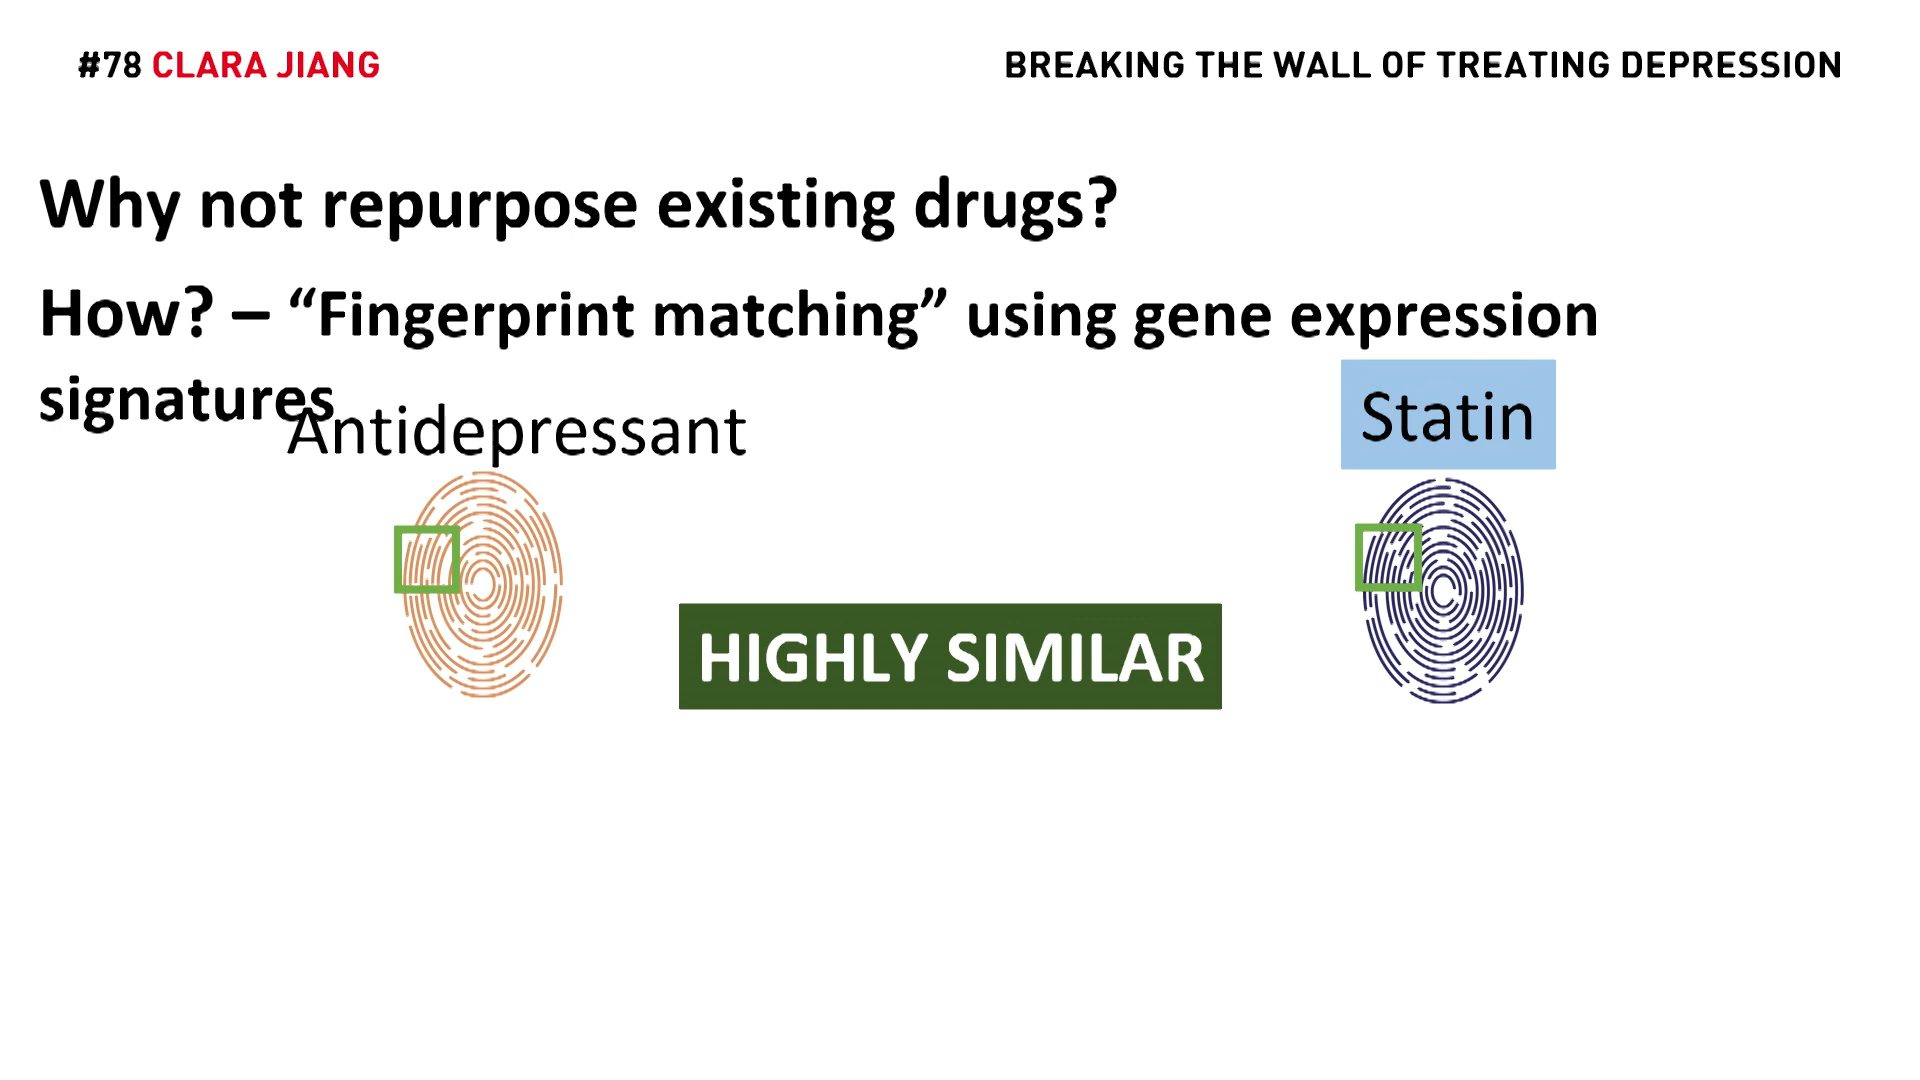 #78 CLARA JIANG
BREAKING THE WALL OF TREATING DEPRESSION
Why not repurpose existing drugs?
How? – “Fingerprint matching” using gene expression
signatures
Antidepressant
Statin
HIGHLY SIMILAR